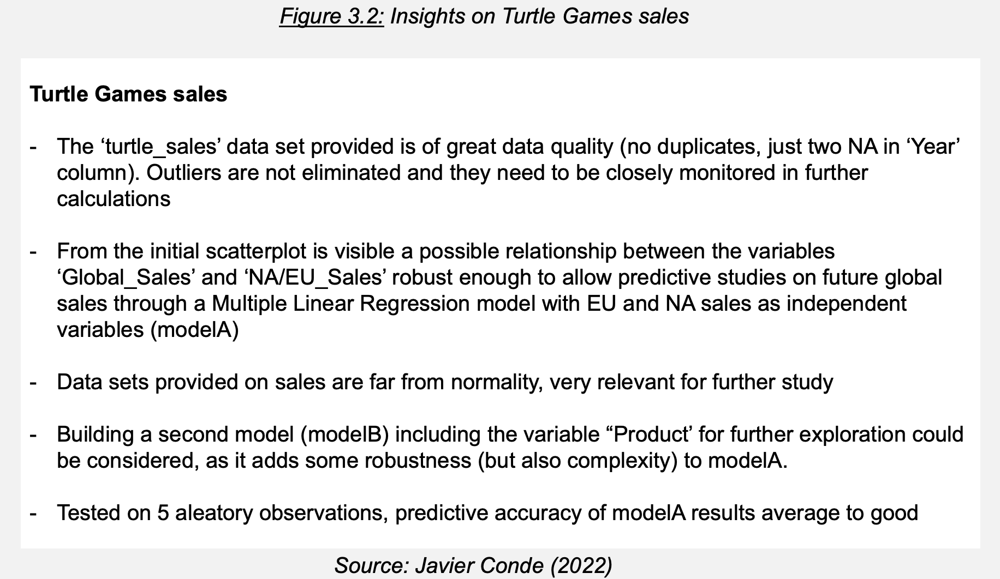 Figure 3.2: Insights on Turtle Games sales
Turtle Games sales
- The ‘turtle_sales’ data set provided is of great data quality (no duplicates, just two NA in ‘Year’
column). Outliers are not eliminated and they need to be closely monitored in further
calculations
- From the initial scatterplot is visible a possible relationship between the variables
‘Global_Sales’ and ‘NA/EU_Sales’ robust enough to allow predictive studies on future global
sales through a Multiple Linear Regression model with EU and NA sales as independent
variables (modelA)
- Data sets provided on sales are far from normality, very relevant for further study
- Building a second model (modelB) including the variable “Product’ for further exploration could
be considered, as it adds some robustness (but also complexity) to modelA.
- Tested on 5 aleatory observations, predictive accuracy of modelA results average to good
Source: Javier Conde (2022)